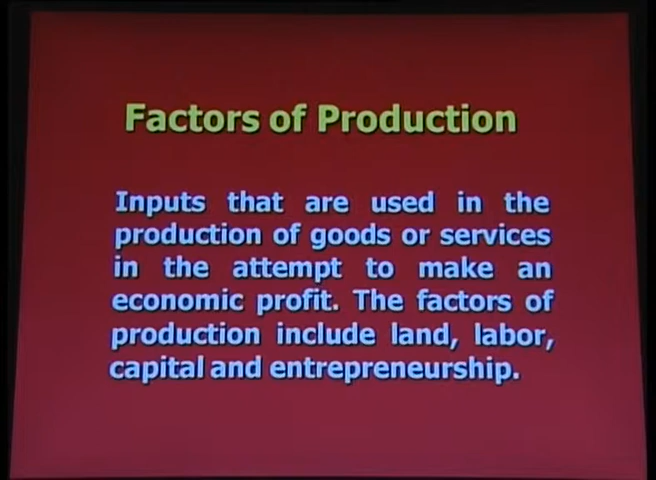 Factors of Production
Inputs that are used in the
production of goods or services
in the attempt to make an
economic profit. The factors of
production include land, labor,
capital and entrepreneurship.